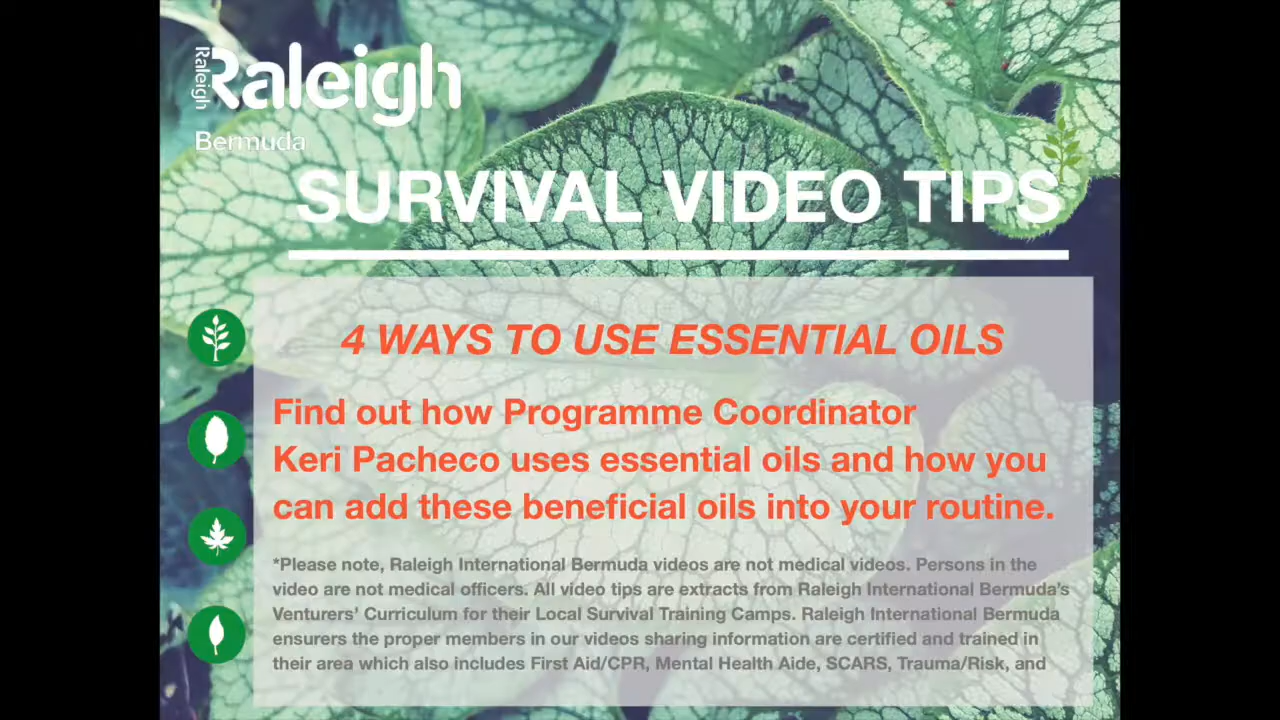 Raleigh
Raleigh
Bermuda
SURVIVAL VIDEO TIPS
4 WAYS TO USE ESSENTIAL OILS
Find out how Programme Coordinator
Keri Pacheco uses essential oils and how you
can add these beneficial oils into your routine.
*Please note, Raleigh International Bermuda videos are not medical videos. Persons in the
video are not medical officers. All video tips are extracts from Raleigh International Bermuda's
Venturers' Curriculum for their Local Survival Training Camps. Raleigh International Bermuda
ensurers the proper members in our videos sharing information are certified and trained in
their area which also includes First Aid/CPR, Mental Health Aide, SCARS, Trauma/Risk, and